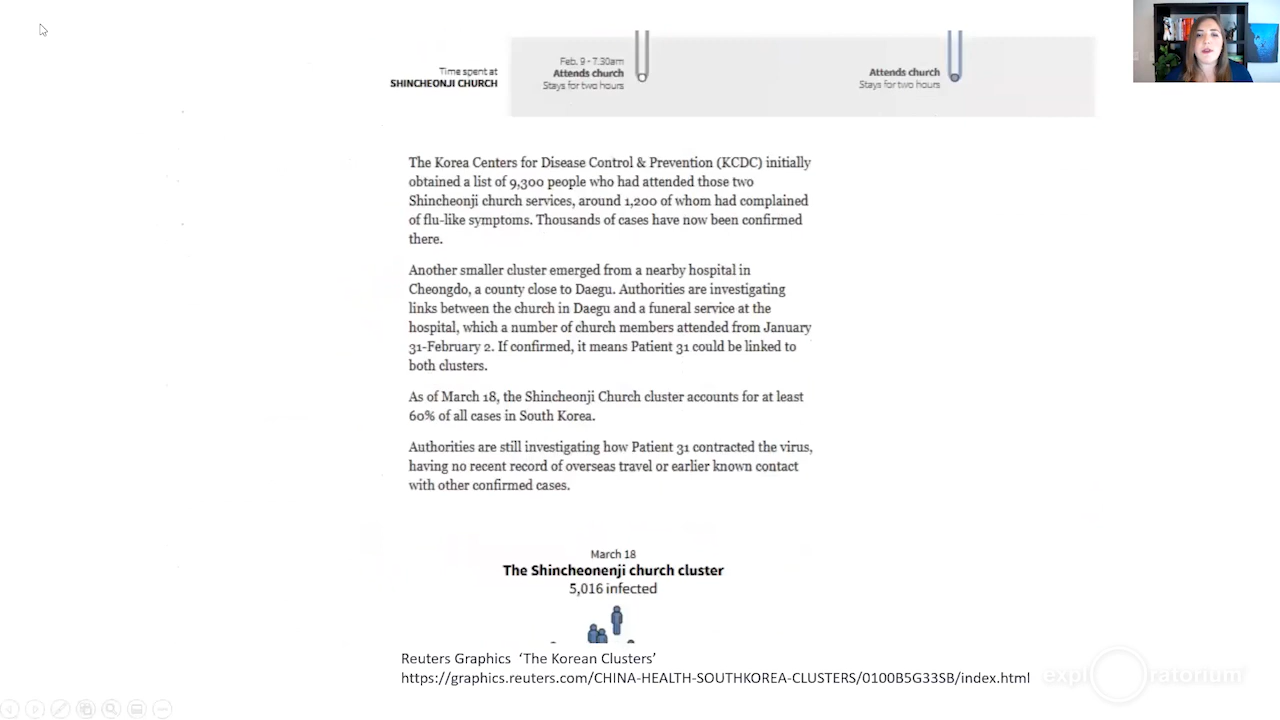 Time spent at
SHINCHEONJI CHURCH
Feb. 9 - 7:30am
Attends church
Stays for two hours
Attends church
Stays for two hours
The Korea Centers for Disease Control & Prevention (KCDC) initially
obtained a list of 9,300 people who had attended those two
Shincheonji church services, around 1,200 of whom had complained
of flu-like symptoms. Thousands of cases have now been confirmed
there.
Another smaller cluster emerged from a nearby hospital in
Cheongdo, a county close to Daegu. Authorities are investigating
links between the church in Daegu and a funeral service at the
hospital, which a number of church members attended from January
31-February 2. If confirmed, it means Patient 31 could be linked to
both clusters.
As of March 18, the Shincheonji Church cluster accounts for at least
60% of all cases in South Korea.
Authorities are still investigating how Patient 31 contracted the virus,
having no recent record of overseas travel or earlier known contact
with other confirmed cases.
March 18
The Shincheonenji church cluster
5,016 infected
Reuters Graphics ‘The Korean Clusters’
https://graphics.reuters.com/CHINA-HEALTH-SOUTHKOREA-CLUSTERS/0100B5G33SB/index.html
expl ratorium